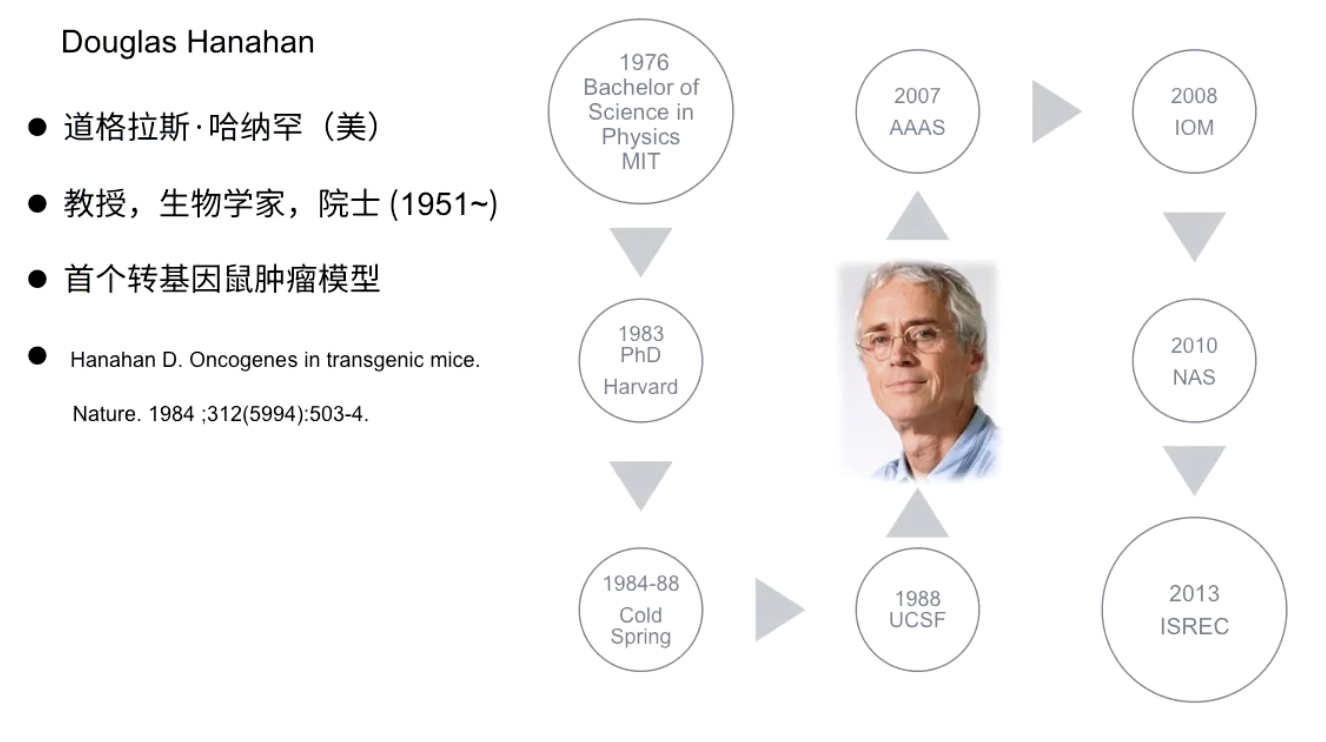 Douglas Hanahan
● 道格拉斯·哈纳罕（美）
● 教授，生物学家，院士 (1951~)
● 首个转基因鼠肿瘤模型
● Hanahan D. Oncogenes in transgenic mice.
Nature. 1984 ;312(5994):503-4.
1976
Bachelor of
Science in
Physics
MIT
1983
PhD
Harvard
1984-88
Cold
Spring
1988
UCSF
2007
AAAS
2008
IOM
2010
NAS
2013
ISREC